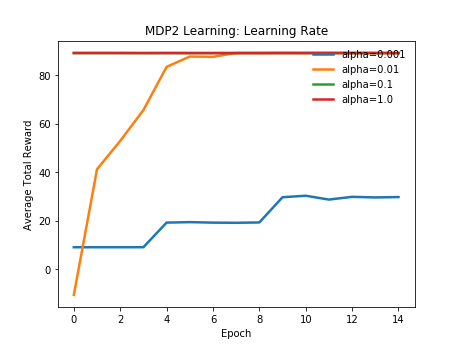 MDP2 Learning: Learning Rate
alpha=0.001
alpha=0.01
alpha=0.1
alpha=1.0
Average Total Reward
80
60
40
20
0
0 2 4 6 8 10 12 14
Epoch